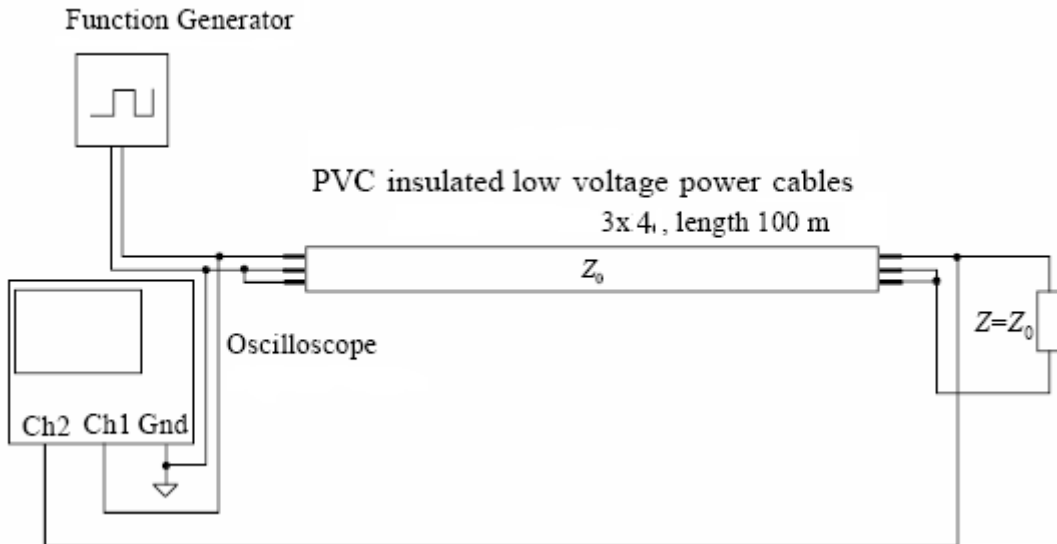 Function Generator
PVC insulated low voltage power cables
3x 4, length 100 m
Z₀
Z=Z₀
Oscilloscope
Ch2 Ch1 Gnd